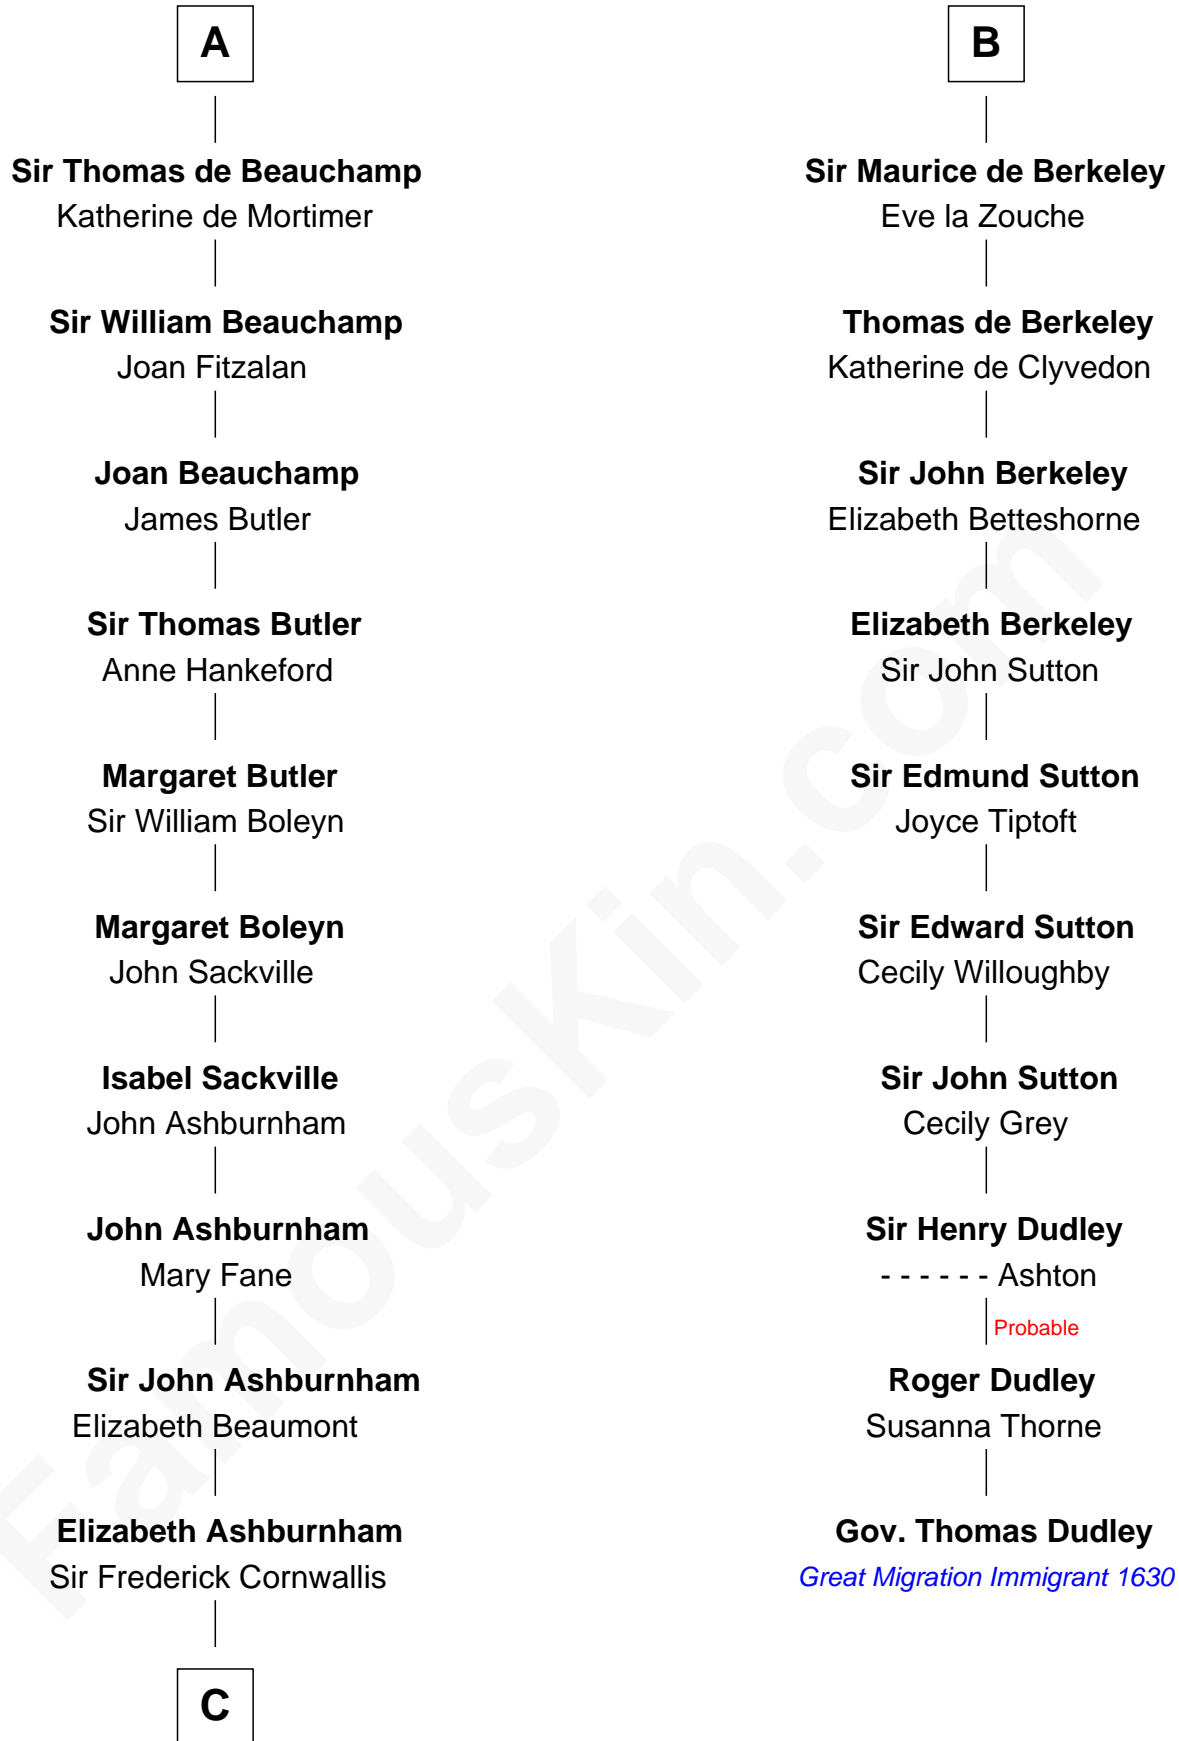 A
Sir Thomas de Beauchamp
Katherine de Mortimer
Sir William Beauchamp
Joan Fitzalan
Joan Beauchamp
James Butler
Sir Thomas Butler
Anne Hankeford
Margaret Butler
Sir William Boleyn
Margaret Boleyn
John Sackville
Isabel Sackville
John Ashburnham
John Ashburnham
Mary Fane
Sir John Ashburnham
Elizabeth Beaumont
Elizabeth Ashburnham
Sir Frederick Cornwallis
C
B
Sir Maurice de Berkeley
Eve la Zouche
Thomas de Berkeley
Katherine de Clyvedon
Sir John Berkeley
Elizabeth Betteshorne
Elizabeth Berkeley
Sir John Sutton
Sir Edmund Sutton
Joyce Tiptoft
Sir Edward Sutton
Cecily Willoughby
Sir John Sutton
Cecily Grey
Sir Henry Dudley
- - - - - - Ashton
Probable
Roger Dudley
Susanna Thorne
Gov. Thomas Dudley
Great Migration Immigrant 1630
FamousKin.com